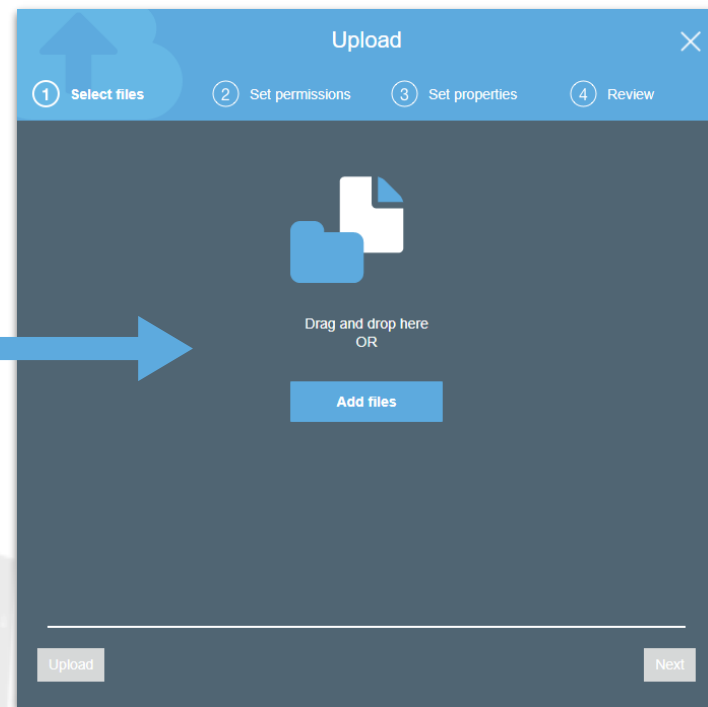 Upload
1 Select files 2 Set permissions 3 Set properties 4 Review
Drag and drop here
OR
Add files
Upload Next